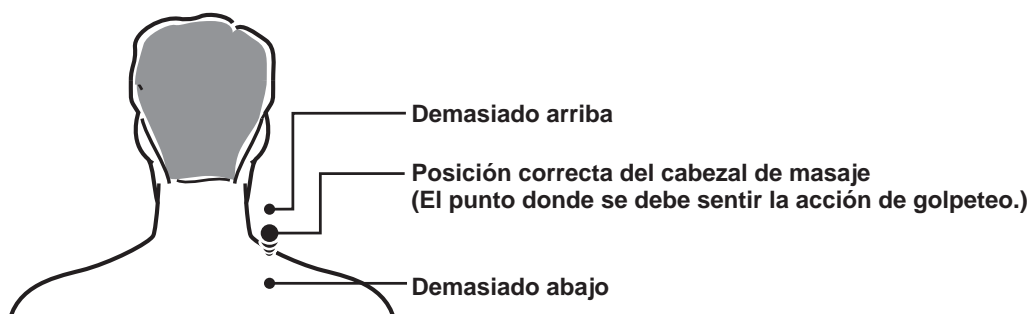 Demasiado arriba
Posición correcta del cabezal de masaje
(El punto donde se debe sentir la acción de golpeteo.)
Demasiado abajo